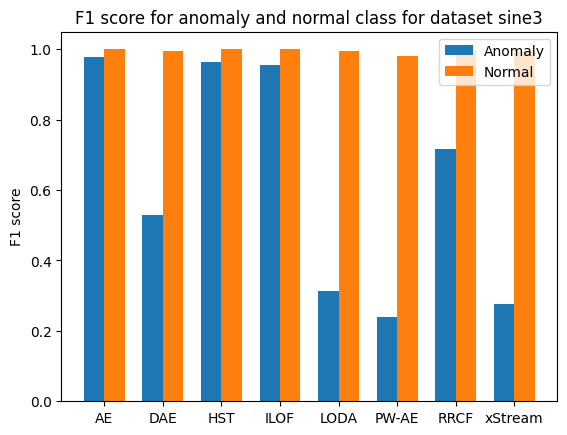 F1 score for anomaly and normal class for dataset sine3
Anomaly
Normal
F1 score
1.0
0.8
0.6
0.4
0.2
0.0
AE DAE HST ILOF LODA PW-AE RRCF xStream